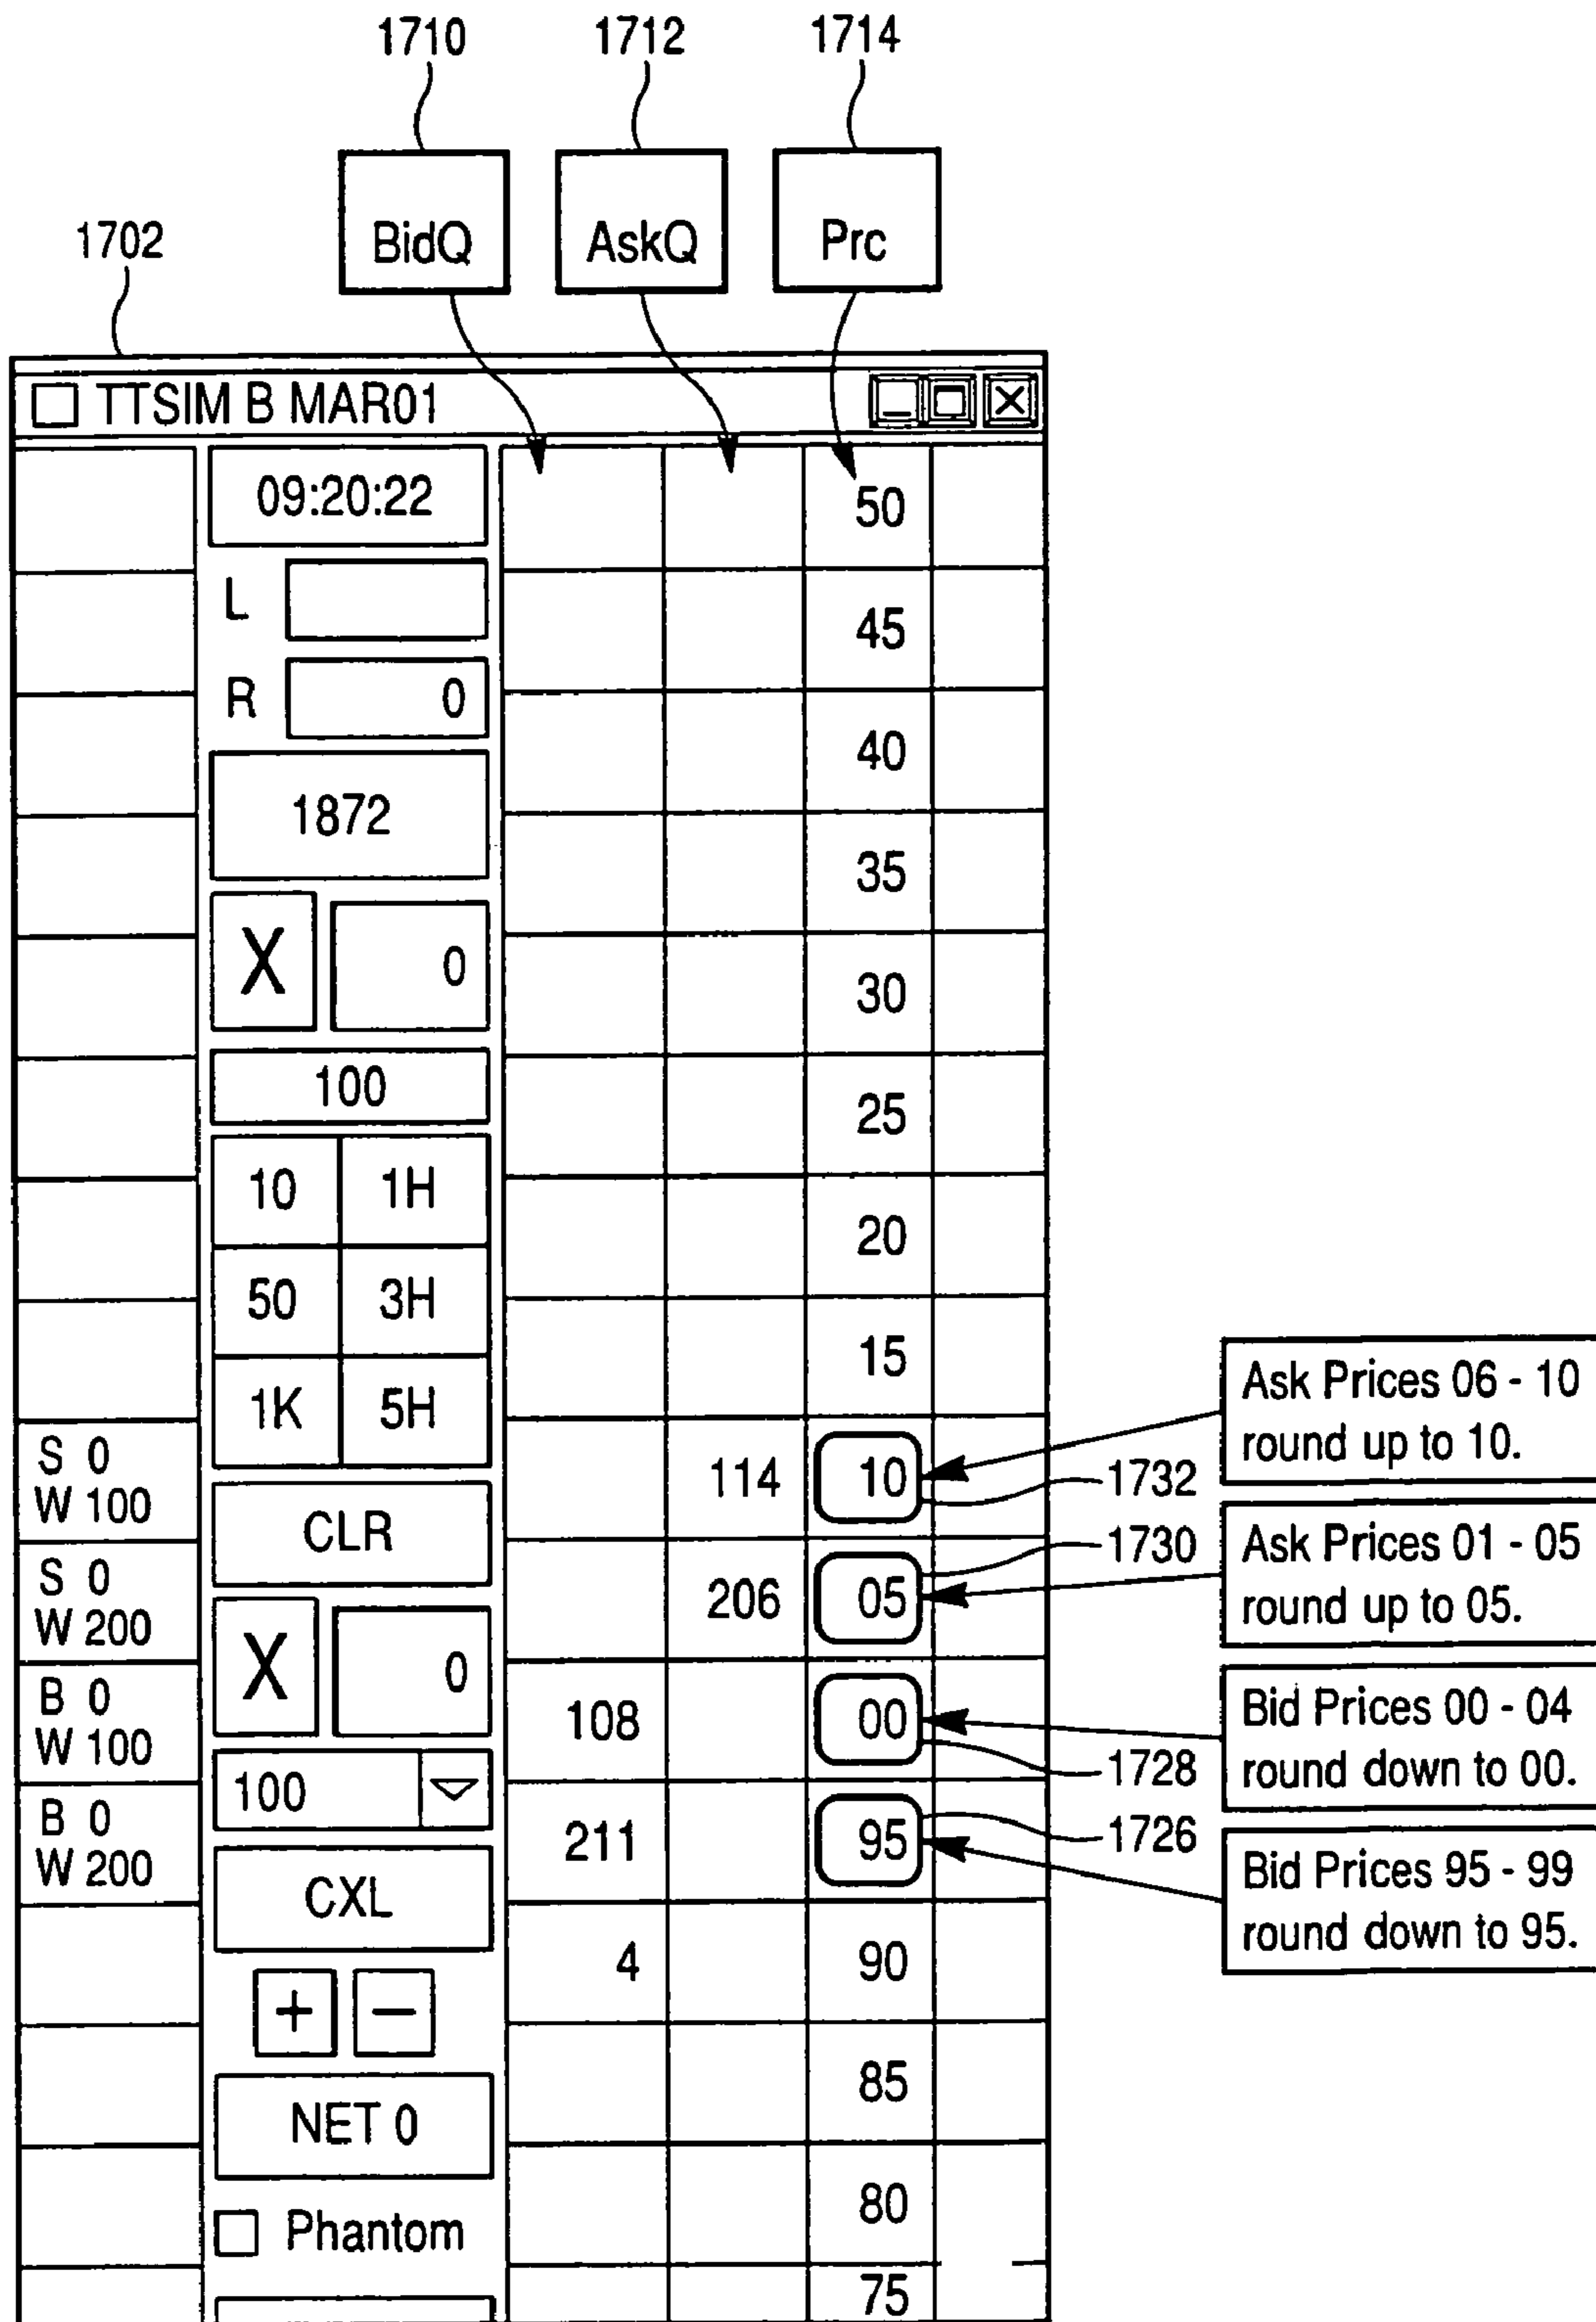 1710 1712 1714
BidQ AskQ Prc
1702
TTSIM B MAR01
09:20:22 50
L
45
R 0
40
1872
35
X 0
30
100
25
10 1H
20
50 3H
15
1K 5H
Ask Prices 06 - 10
round up to 10.
S 0
W 100
114 10
1732
CLR
1730
Ask Prices 01 - 05
round up to 05.
S 0
W 200
206 05
X 0
B 0
W 100
108 00
1728
Bid Prices 00 - 04
round down to 00.
100
B 0
W 200
211 95
1726
Bid Prices 95 - 99
round down to 95.
CXL
4 90
+ −
85
NET 0
80
Phantom
75